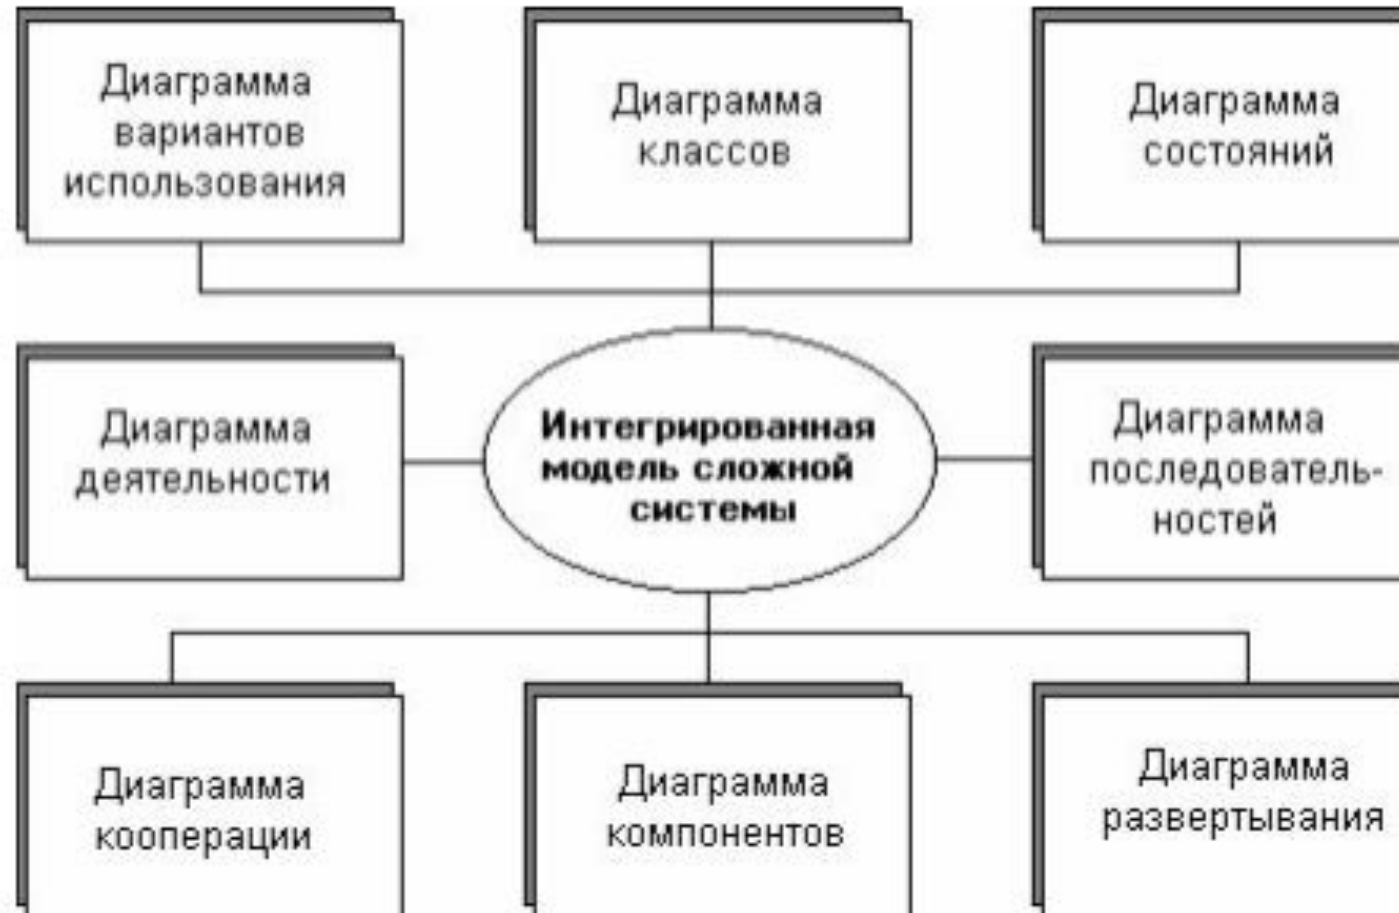 Диаграмма
вариантов
использования
Диаграмма
классов
Диаграмма
состояний
Диаграмма
деятельности
Интегрированная
модель сложной
системы
Диаграмма
последователь-
ностей
Диаграмма
кооперации
Диаграмма
компонентов
Диаграмма
развертывания